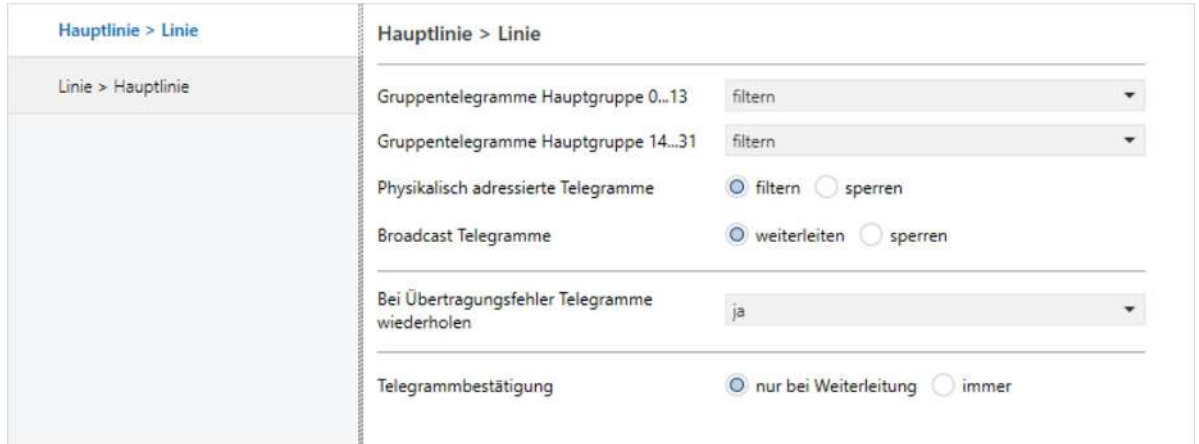 Hauptlinie > Linie
Linie > Hauptlinie
Hauptlinie > Linie
Gruppentelegramme Hauptgruppe 0...13 filtern
Gruppentelegramme Hauptgruppe 14...31 filtern
Physikalisch adressierte Telegramme filtern sperren
Broadcast Telegramme weiterleiten sperren
Bei Übertragungsfehler Telegramme
wiederholen ja
Telegrammbestätigung nur bei Weiterleitung immer